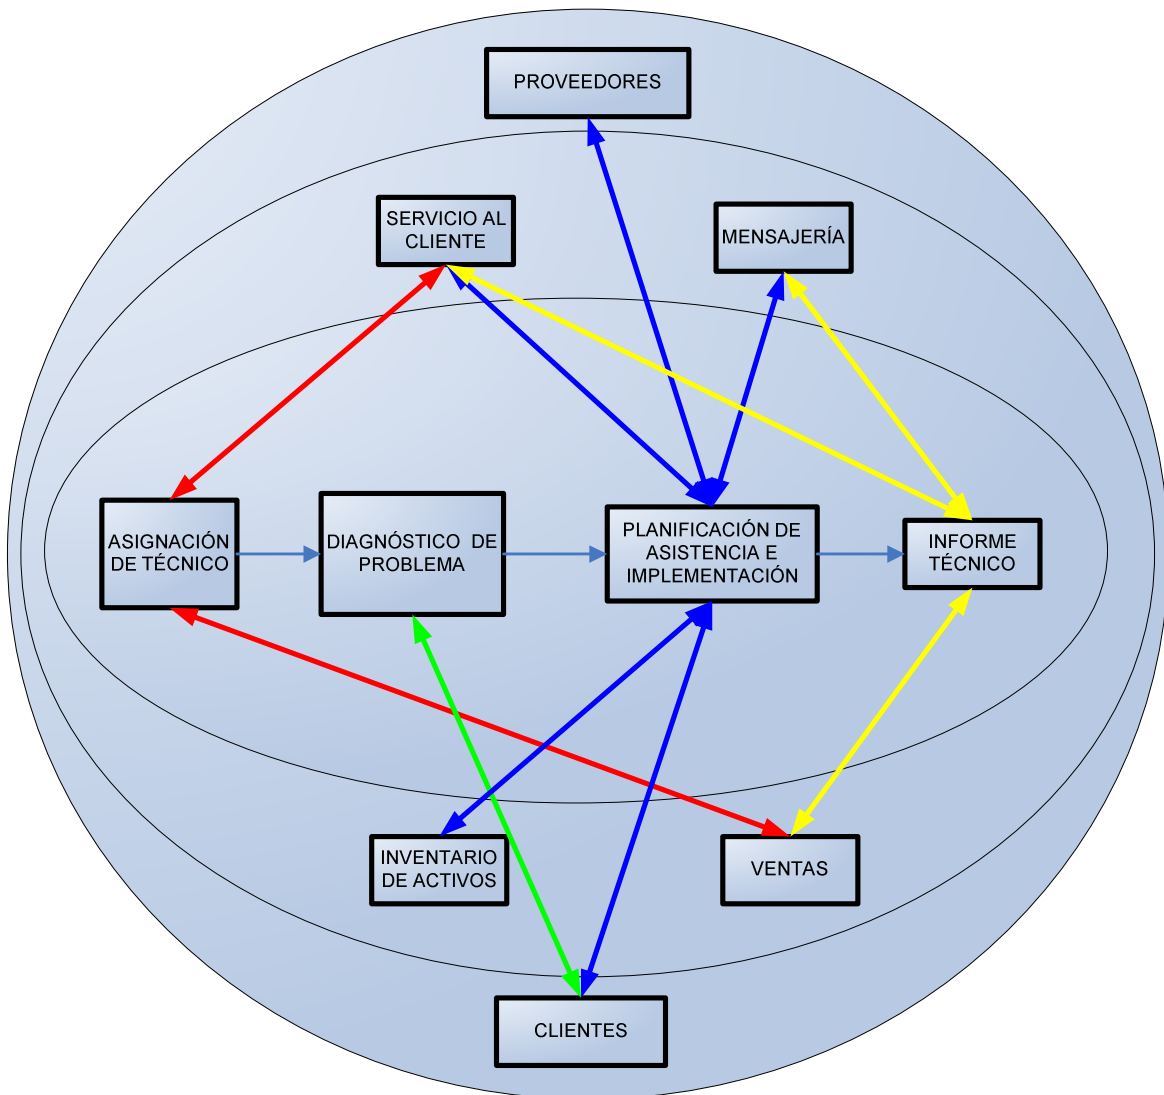 PROVEEDORES
SERVICIO AL
CLIENTE
MENSAJERÍA
ASIGNACIÓN
DE TÉCNICO
DIAGNÓSTICO DE
PROBLEMA
PLANIFICACIÓN DE
ASISTENCIA E
IMPLEMENTACIÓN
INFORME
TÉCNICO
INVENTARIO
DE ACTIVOS
VENTAS
CLIENTES